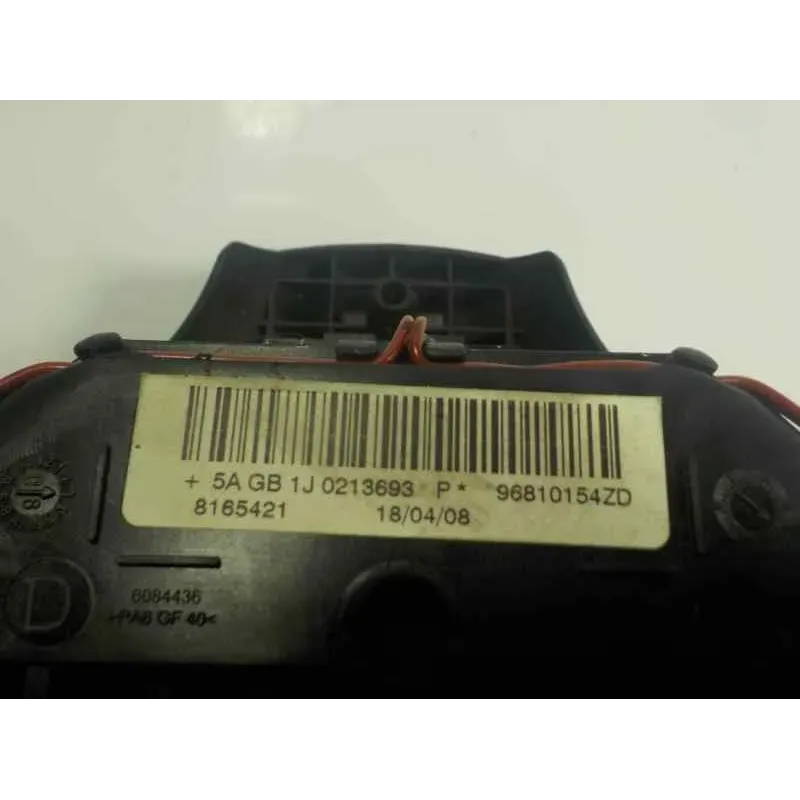 + 5A GB 1J 0213693 P* 96810154ZD
8165421 18/04/08
6084436
>PA6 GF 40<
D